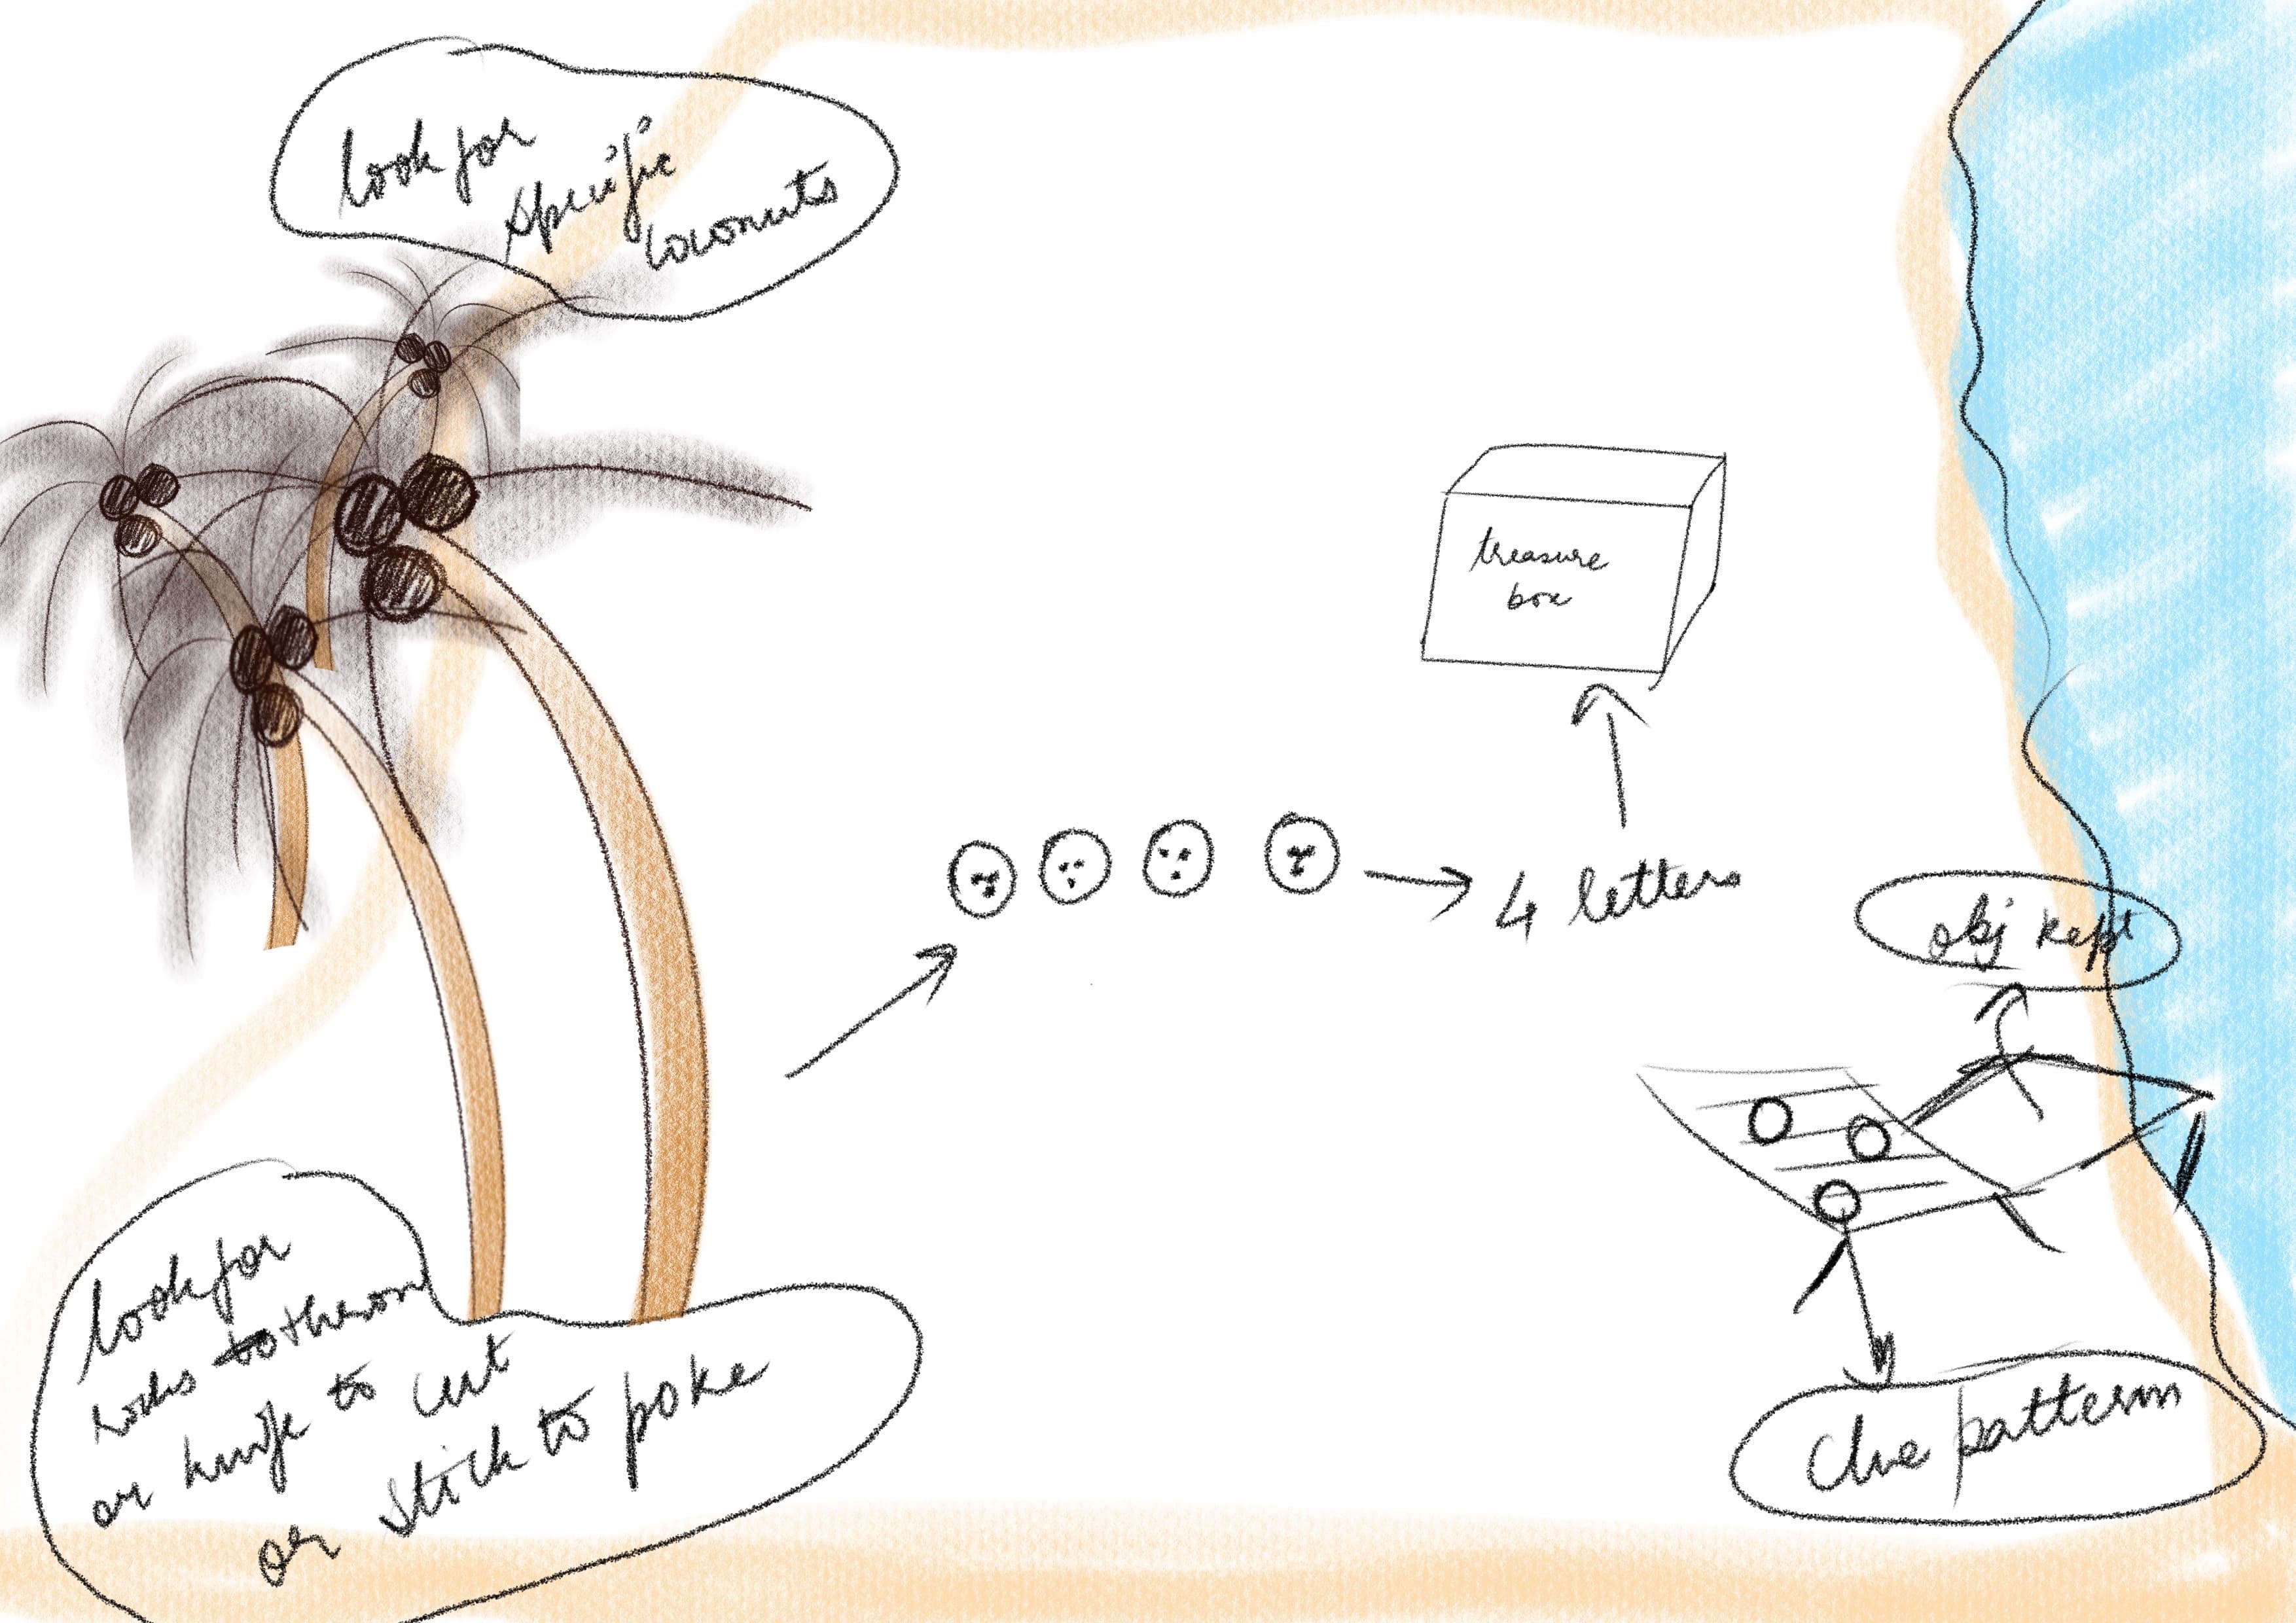 look for
specific
coconuts
treasure
box
4 letters
obj kept
look for
rocks to throw
or knife to cut
or stick to poke
clue pattern